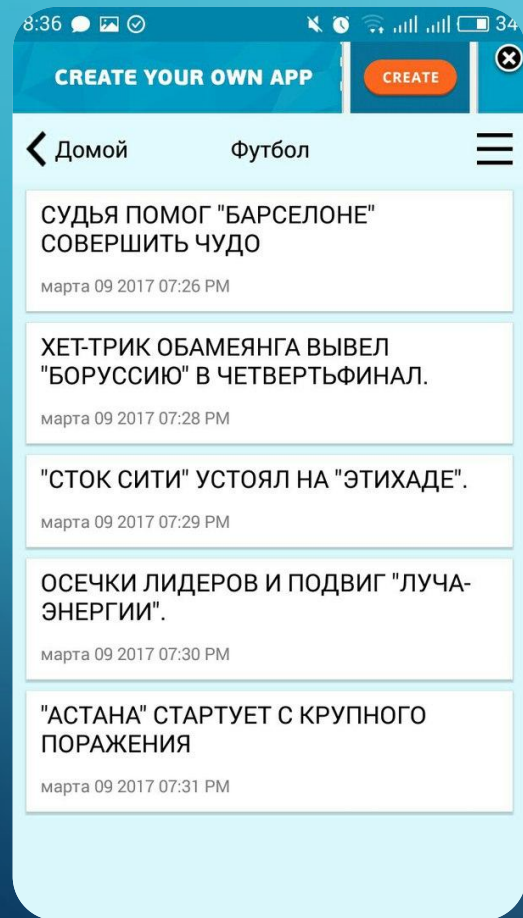 8:36 34
CREATE YOUR OWN APP CREATE
Домой Футбол
СУДЬЯ ПОМОГ "БАРСЕЛОНЕ"
СОВЕРШИТЬ ЧУДО
марта 09 2017 07:26 PM
ХЕТ-ТРИК ОБАМЕЯНГА ВЫВЕЛ
"БОРУССИЮ" В ЧЕТВЕРТЬФИНАЛ.
марта 09 2017 07:28 PM
"СТОК СИТИ" УСТОЯЛ НА "ЭТИХАДЕ".
марта 09 2017 07:29 PM
ОСЕЧКИ ЛИДЕРОВ И ПОДВИГ "ЛУЧА-
ЭНЕРГИИ".
марта 09 2017 07:30 PM
"АСТАНА" СТАРТУЕТ С КРУПНОГО
ПОРАЖЕНИЯ
марта 09 2017 07:31 PM